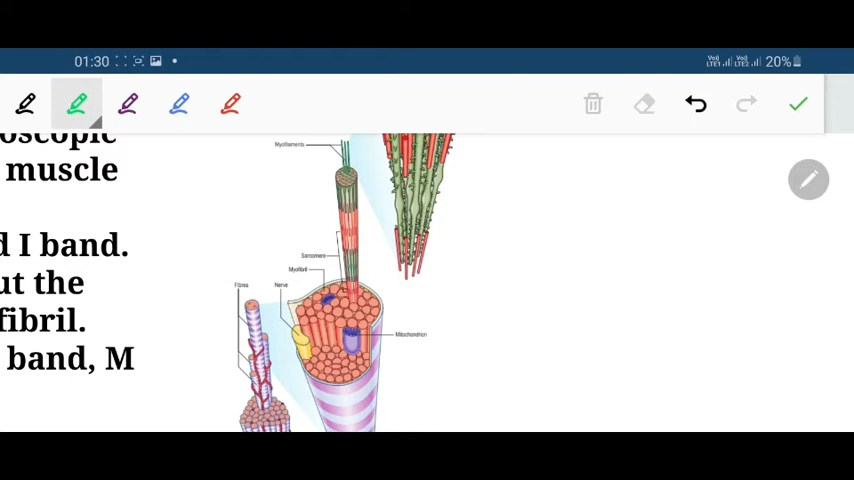 01:30
20%
oscopic
muscle
d I band.
ut the
fibril.
band, M
Myofilaments
Sarcomere
Myofibril
Fibres
Nerve
Mitochondrion